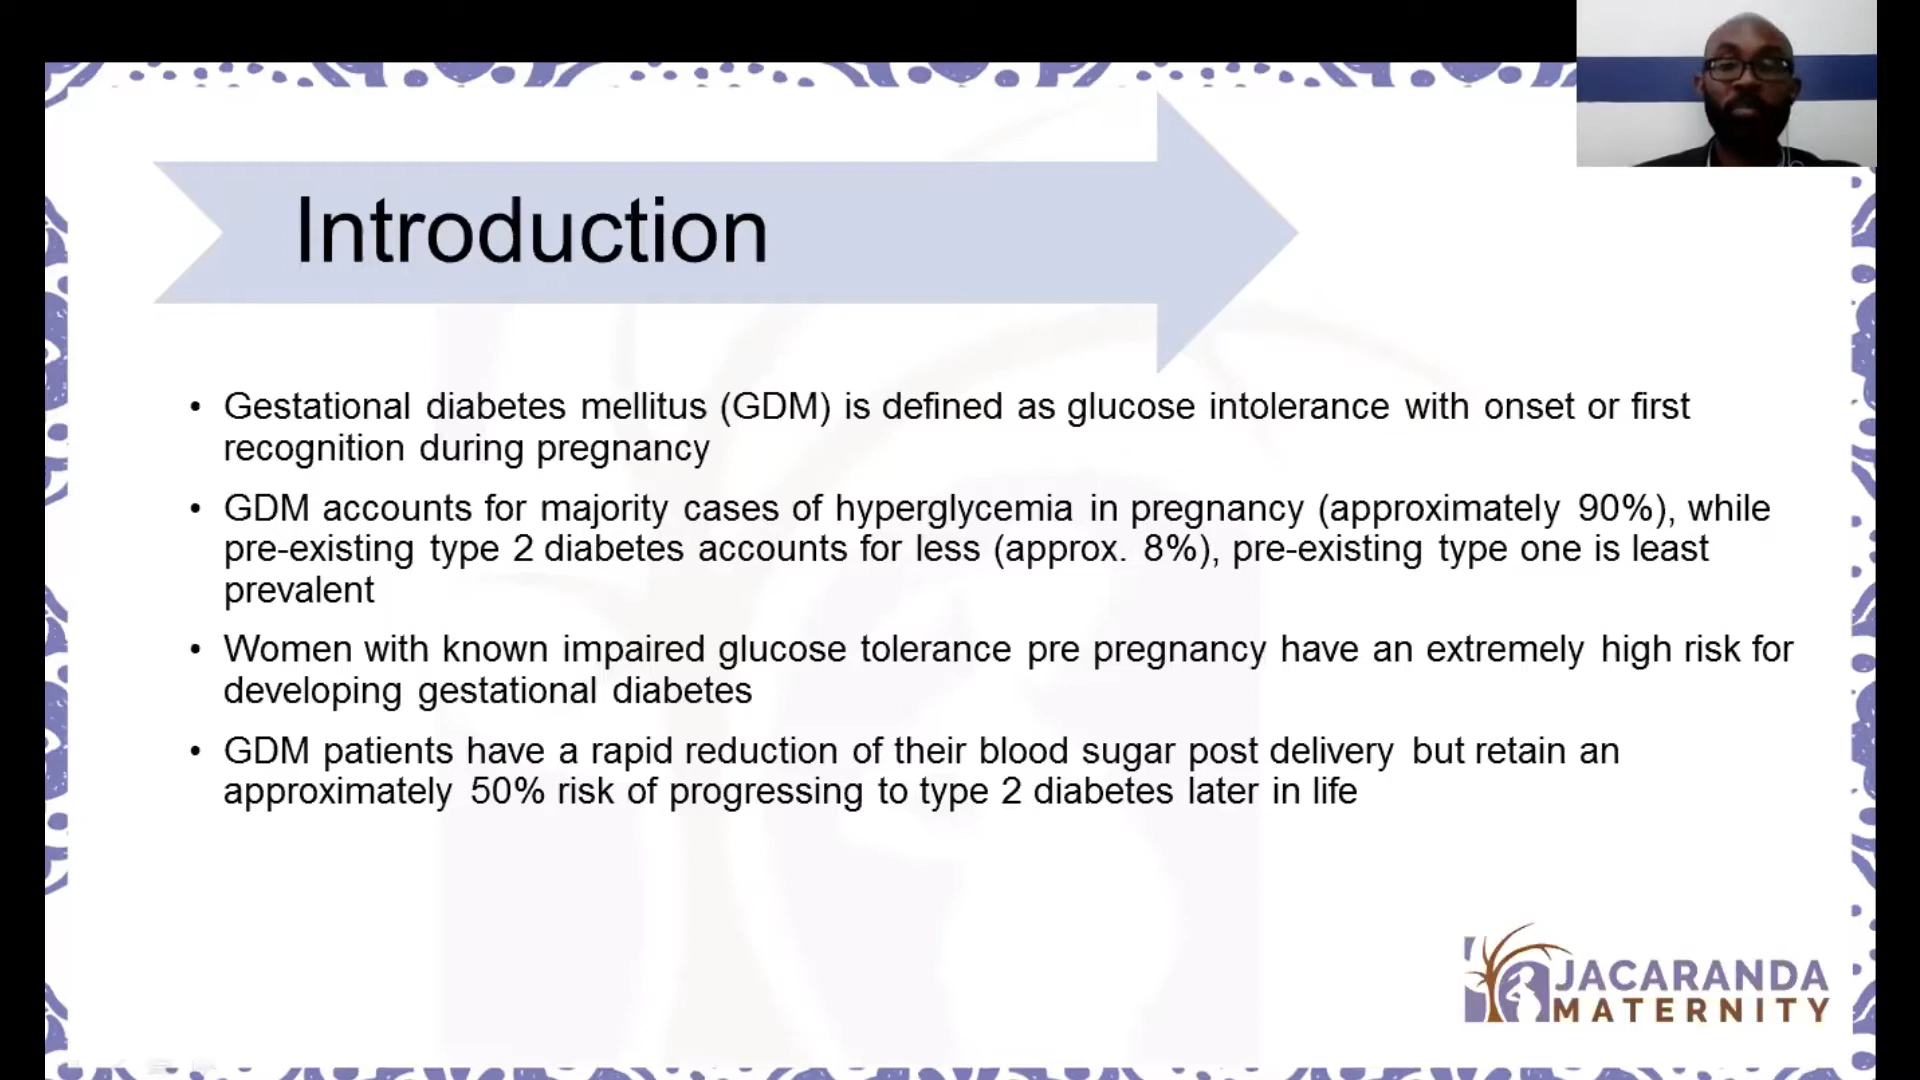 Introduction
• Gestational diabetes mellitus (GDM) is defined as glucose intolerance with onset or first
recognition during pregnancy
• GDM accounts for majority cases of hyperglycemia in pregnancy (approximately 90%), while
pre-existing type 2 diabetes accounts for less (approx. 8%), pre-existing type one is least
prevalent
• Women with known impaired glucose tolerance pre pregnancy have an extremely high risk for
developing gestational diabetes
• GDM patients have a rapid reduction of their blood sugar post delivery but retain an
approximately 50% risk of progressing to type 2 diabetes later in life
JACARANDA
MATERNITY